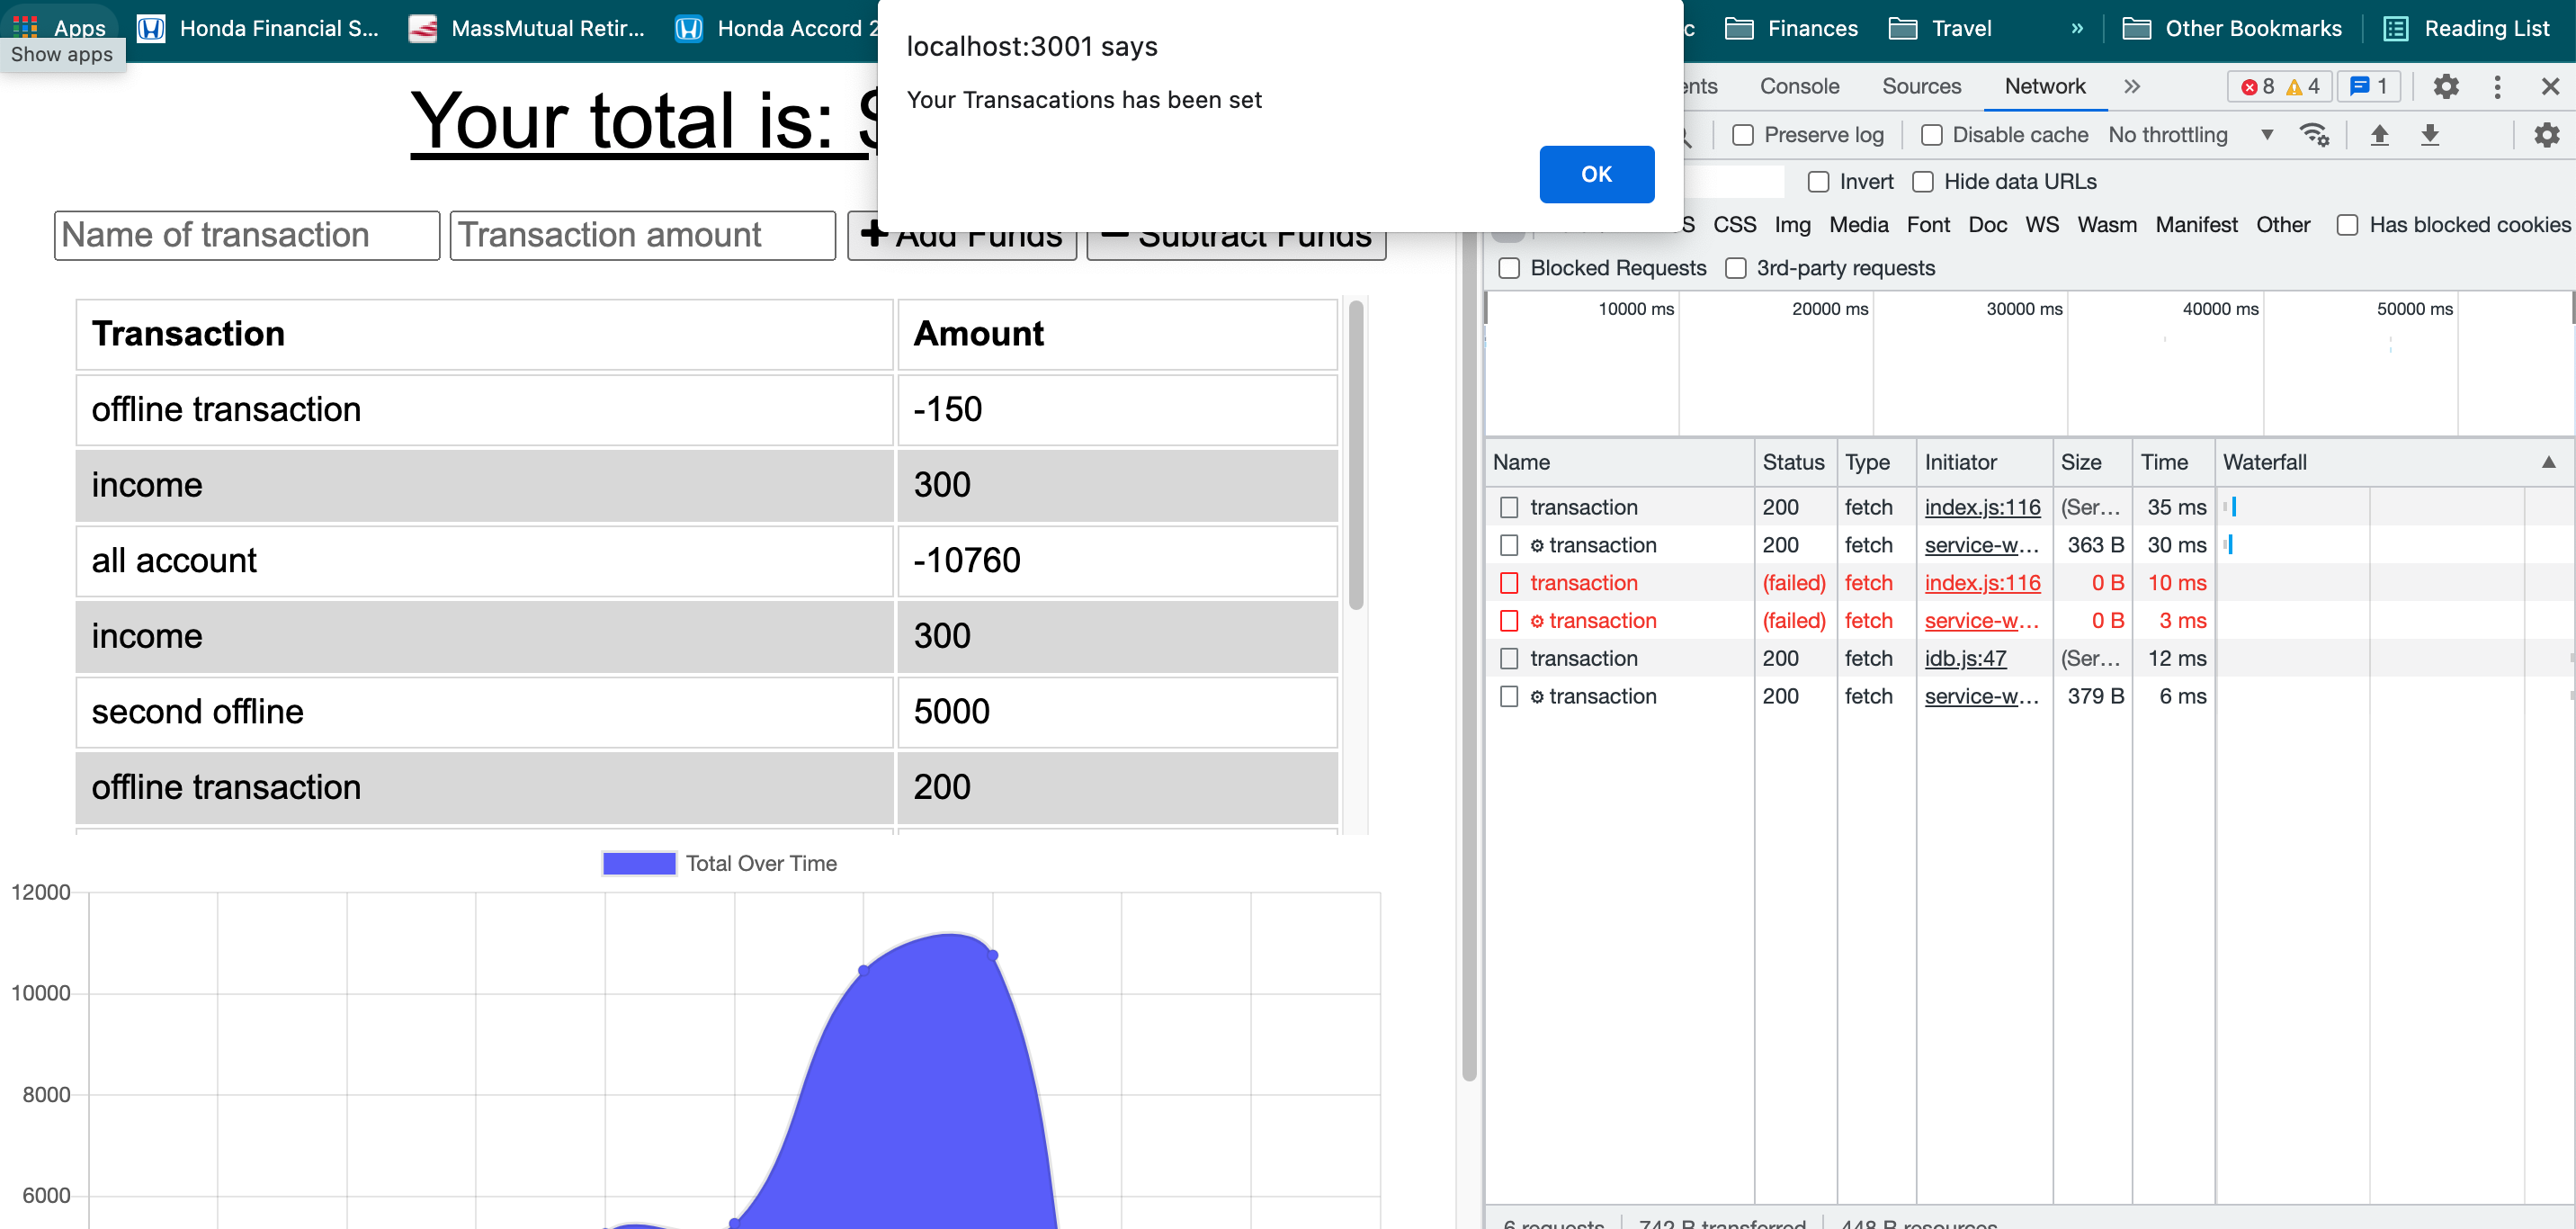 Apps
Honda Financial S...
MassMutual Retir...
Honda Accord 2
Finances
Travel
»
Other Bookmarks
Reading List
Show apps
localhost:3001 says
Your Transacations has been set
OK
Your total is:
Name of transaction
Transaction amount
Add Funds
Subtract Funds
Transaction Amount
offline transaction -150
income 300
all account -10760
income 300
second offline 5000
offline transaction 200
Total Over Time
12000
10000
8000
6000
Console Sources Network » 8 4 1
Preserve log Disable cache No throttling
Invert Hide data URLs
CSS Img Media Font Doc WS Wasm Manifest Other Has blocked cookies
Blocked Requests 3rd-party requests
10000 ms 20000 ms 30000 ms 40000 ms 50000 ms
Name Status Type Initiator Size Time Waterfall
transaction 200 fetch index.js:116 (Ser... 35 ms
transaction 200 fetch service-w... 363 B 30 ms
transaction (failed) fetch index.js:116 0 B 10 ms
transaction (failed) fetch service-w... 0 B 3 ms
transaction 200 fetch idb.js:47 (Ser... 12 ms
transaction 200 fetch service-w... 379 B 6 ms
6 requests 742 B transferred 448 B resources